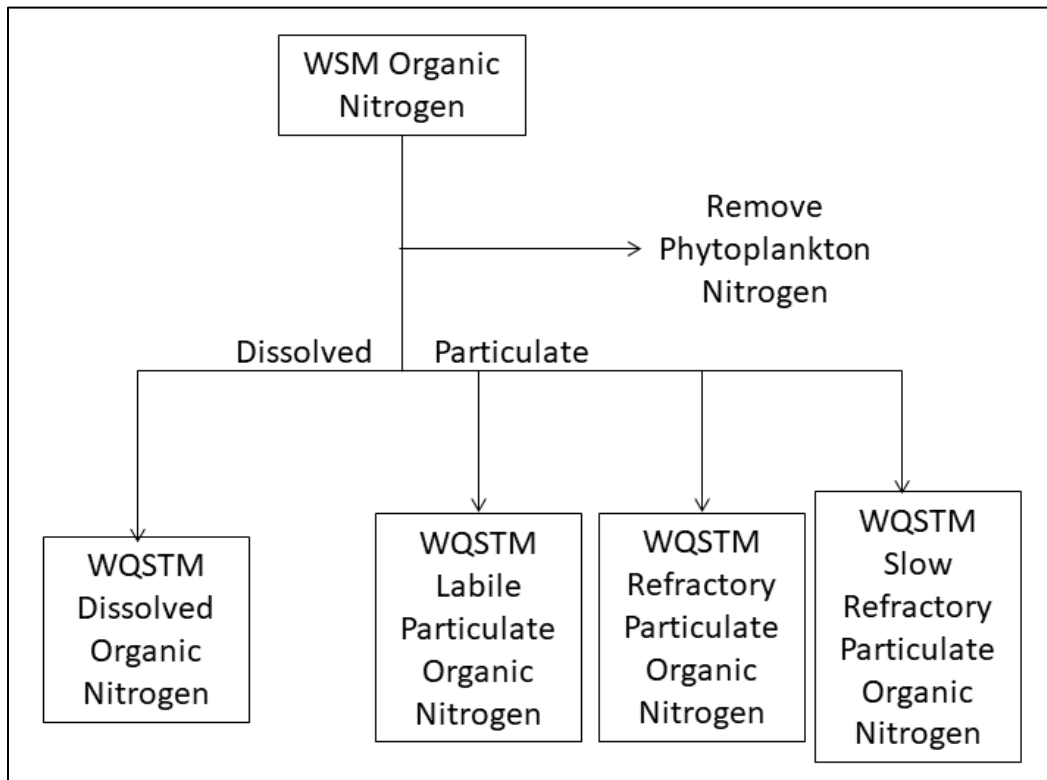 WSM Organic
Nitrogen
Remove
Phytoplankton
Nitrogen
Dissolved
Particulate
WQSTM
Dissolved
Organic
Nitrogen
WQSTM
Labile
Particulate
Organic
Nitrogen
WQSTM
Refractory
Particulate
Organic
Nitrogen
WQSTM
Slow
Refractory
Particulate
Organic
Nitrogen